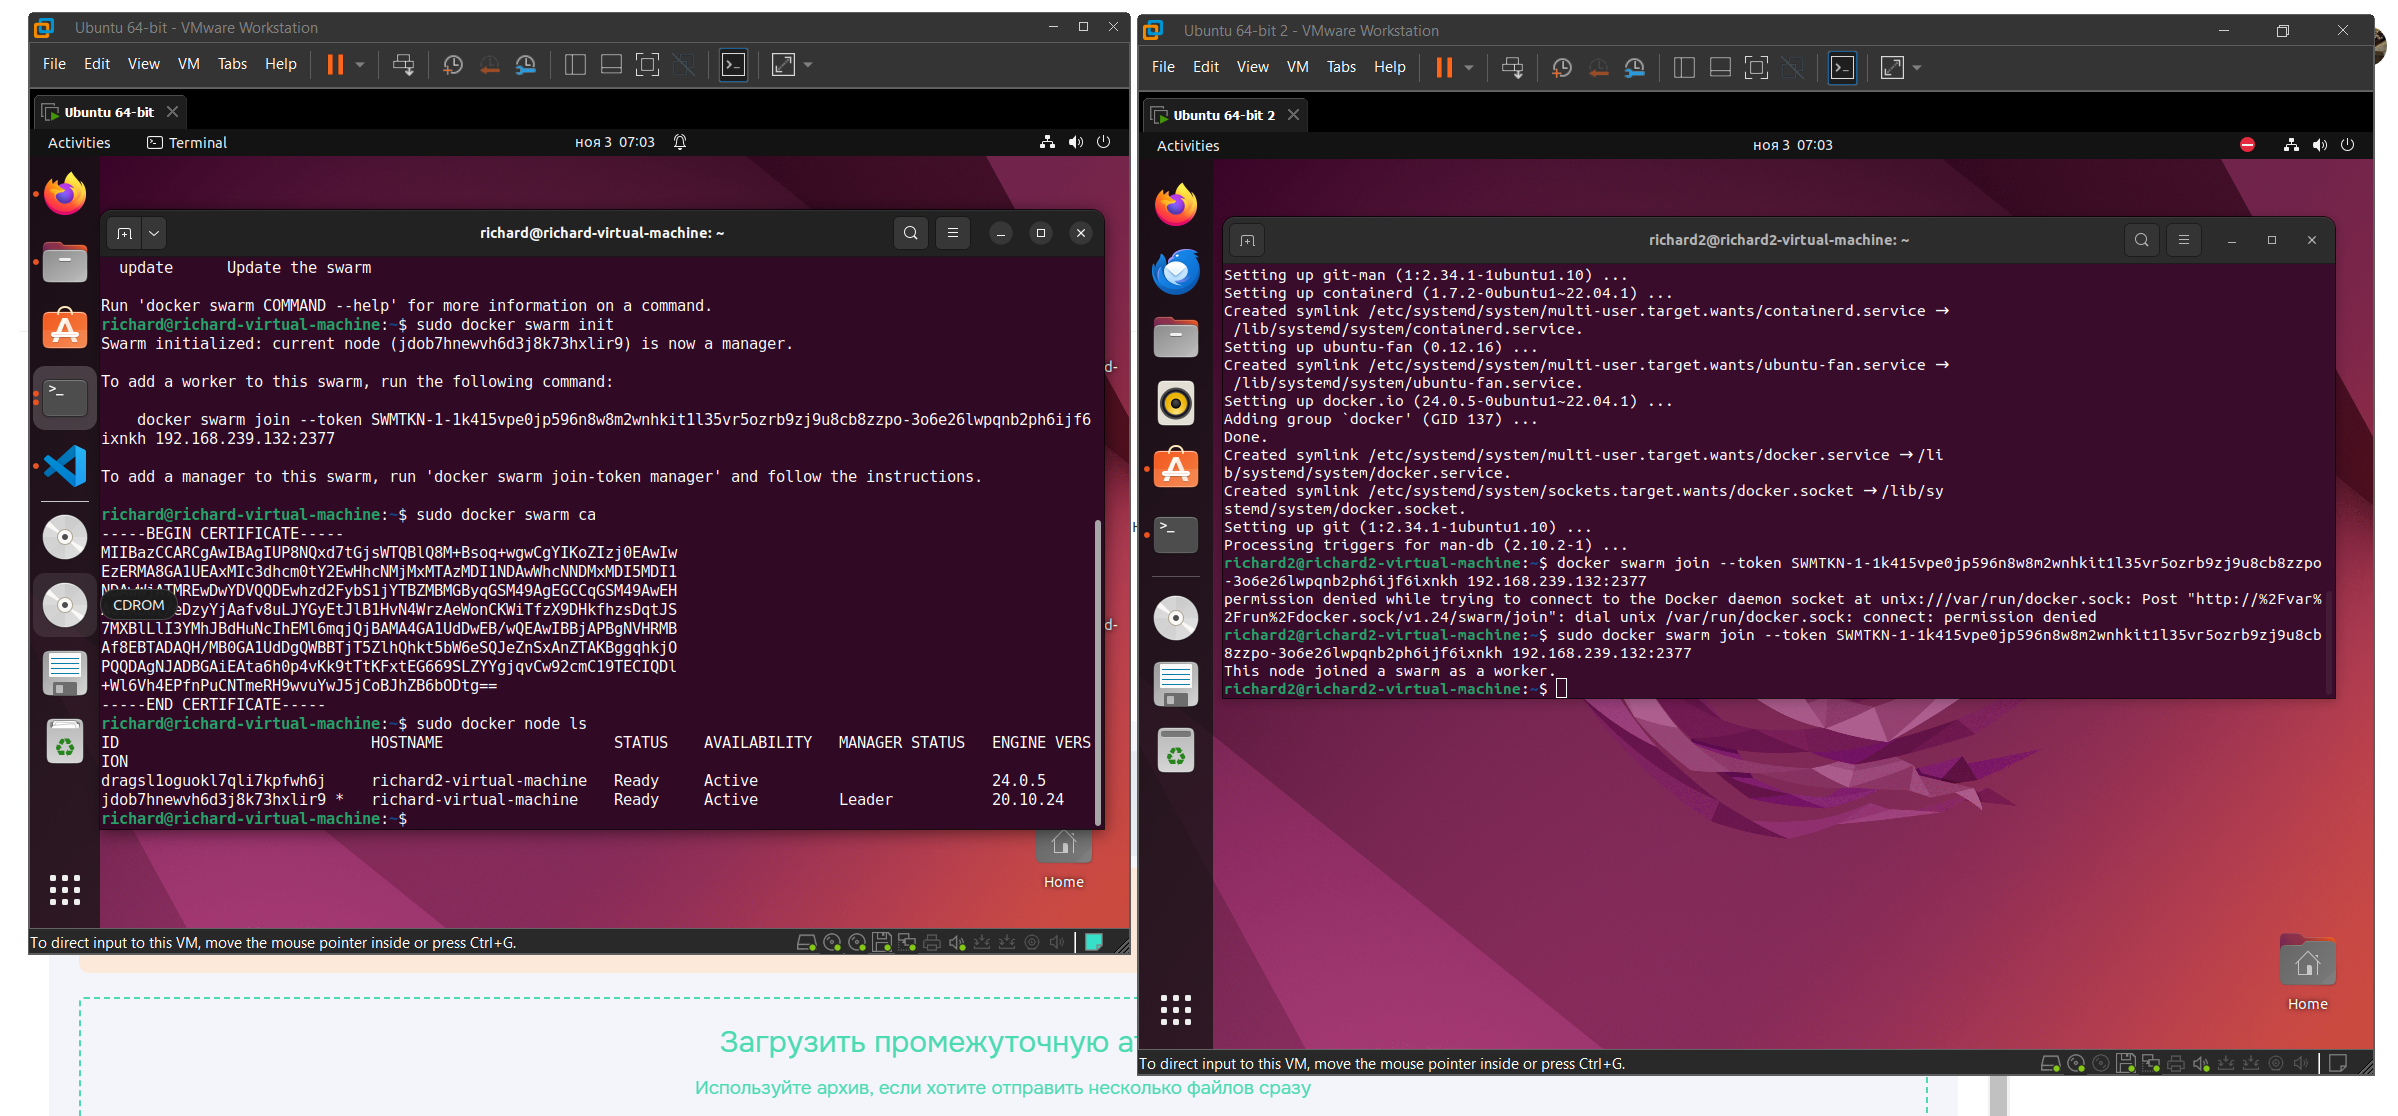 Ubuntu 64-bit - VMware Workstation
File Edit View VM Tabs Help
Ubuntu 64-bit
Activities Terminal ноя 3 07:03
richard@richard-virtual-machine: ~
update Update the swarm
Run 'docker swarm COMMAND --help' for more information on a command.
richard@richard-virtual-machine:~$ sudo docker swarm init
Swarm initialized: current node (jdob7hnewvh6d3j8k73hxlir9) is now a manager.
To add a worker to this swarm, run the following command:
docker swarm join --token SWMTKN-1-1k415vpe0jp596n8w8m2wnhkit1l35vr5ozrb9zj9u8cb8zzpo-3o6e26lwpqnb2ph6ijf6
ixnkh 192.168.239.132:2377
To add a manager to this swarm, run 'docker swarm join-token manager' and follow the instructions.
richard@richard-virtual-machine:~$ sudo docker swarm ca
-----BEGIN CERTIFICATE-----
MIIBazCCARCgAwIBAgIUP8NQxd7tGjsWTQBlQ8M+Bsoq+wgwCgYIKoZIzj0EAwIw
EzERMA8GA1UEAxMIc3dhcm0tY2EwHhcNMjMxMTAzMDI1NDAwWhcNNDMxMDI5MDI1
CDROM
7MXBlLlI3YMhJBdHuNcIhEMl6mqjQjBAMA4GA1UdDwEB/wQEAwIBBjAPBgNVHRMB
Af8EBTADAQH/MB0GA1UdDgQWBBTjT5ZlhQhkt5bW6eSQJeZnSxAnZTAKBggqhkjO
PQQDAgNJADBGAiEAta6h0p4vKk9tTtKFxtEG669SLZYYgjqvCw92cmC19TECIQDl
+Wl6Vh4EPfnPuCNTmeRH9wvuYwJ5jCoBJhZB6bODtg==
-----END CERTIFICATE-----
richard@richard-virtual-machine:~$ sudo docker node ls
ID HOSTNAME STATUS AVAILABILITY MANAGER STATUS ENGINE VERS
ION
dragsl1oguokl7qli7kpfwh6j richard2-virtual-machine Ready Active 24.0.5
jdob7hnewvh6d3j8k73hxlir9 * richard-virtual-machine Ready Active Leader 20.10.24
richard@richard-virtual-machine:~$
Home
To direct input to this VM, move the mouse pointer inside or press Ctrl+G.
Ubuntu 64-bit 2 - VMware Workstation
File Edit View VM Tabs Help
Ubuntu 64-bit 2
Activities ноя 3 07:03
richard2@richard2-virtual-machine: ~
Setting up git-man (1:2.34.1-1ubuntu1.10) ...
Setting up containerd (1.7.2-0ubuntu1~22.04.1) ...
Created symlink /etc/systemd/system/multi-user.target.wants/containerd.service →
/lib/systemd/system/containerd.service.
Setting up ubuntu-fan (0.12.16) ...
Created symlink /etc/systemd/system/multi-user.target.wants/ubuntu-fan.service →
/lib/systemd/system/ubuntu-fan.service.
Setting up docker.io (24.0.5-0ubuntu1~22.04.1) ...
Adding group `docker' (GID 137) ...
Done.
Created symlink /etc/systemd/system/multi-user.target.wants/docker.service → /li
b/systemd/system/docker.service.
Created symlink /etc/systemd/system/sockets.target.wants/docker.socket → /lib/sy
stemd/system/docker.socket.
Setting up git (1:2.34.1-1ubuntu1.10) ...
Processing triggers for man-db (2.10.2-1) ...
richard2@richard2-virtual-machine:~$ docker swarm join --token SWMTKN-1-1k415vpe0jp596n8w8m2wnhkit1l35vr5ozrb9zj9u8cb8zzpo
-3o6e26lwpqnb2ph6ijf6ixnkh 192.168.239.132:2377
permission denied while trying to connect to the Docker daemon socket at unix:///var/run/docker.sock: Post "http://%2Fvar%
2Frun%2Fdocker.sock/v1.24/swarm/join": dial unix /var/run/docker.sock: connect: permission denied
richard2@richard2-virtual-machine:~$ sudo docker swarm join --token SWMTKN-1-1k415vpe0jp596n8w8m2wnhkit1l35vr5ozrb9zj9u8cb
8zzpo-3o6e26lwpqnb2ph6ijf6ixnkh 192.168.239.132:2377
This node joined a swarm as a worker.
richard2@richard2-virtual-machine:~$
Home
To direct input to this VM, move the mouse pointer inside or press Ctrl+G.
Загрузить промежуточную
Используйте архив, если хотите отправить несколько файлов сразу